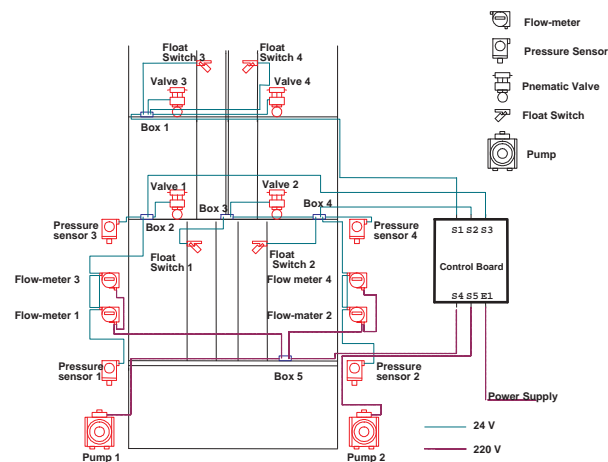 Flow-meter
Pressure Sensor
Pnematic Valve
Float Switch
Pump
Float
Switch 3
Float
Switch 4
Valve 3
Valve 4
Box 1
Valve 1
Valve 2
Box 3
Box 4
Box 2
Pressure
sensor 3
Pressure
sensor 4
Float
Switch 1
Float
Switch 2
S1 S2 S3
Control Board
S4 S5 E1
Flow-meter 3
Flow meter 4
Flow-meter 1
Flow-mater 2
Pressure
sensor 1
Box 5
Pressure
sensor 2
Power Supply
24 V
220 V
Pump 1
Pump 2